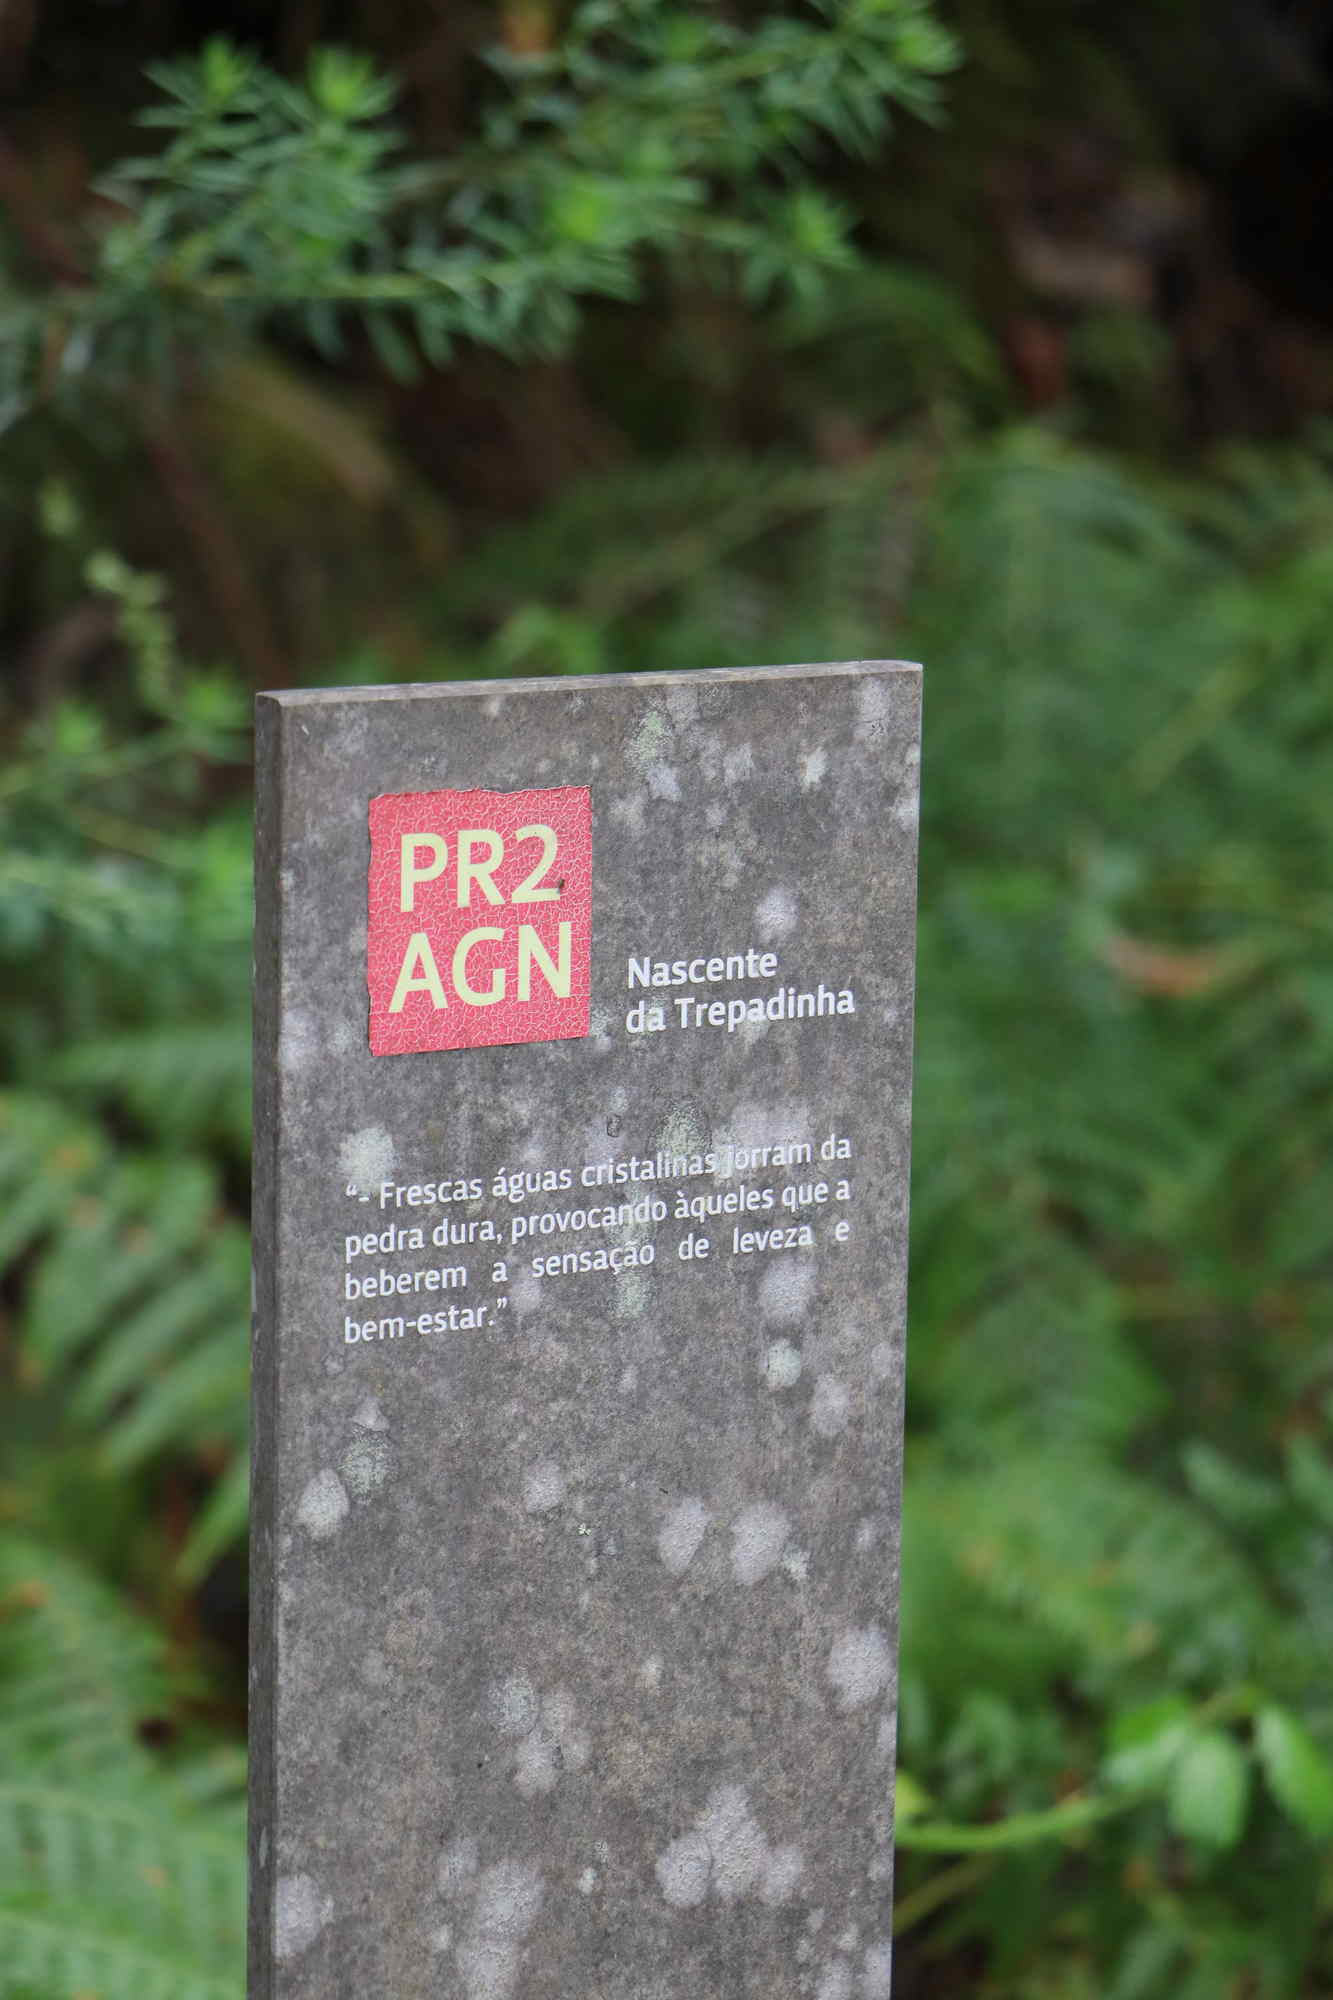 PR2
AGN
Nascente
da Trepadinha
“- Frescas águas cristalinas jorram da
pedra dura, provocando àqueles que a
beberem a sensação de leveza e
bem-estar.”